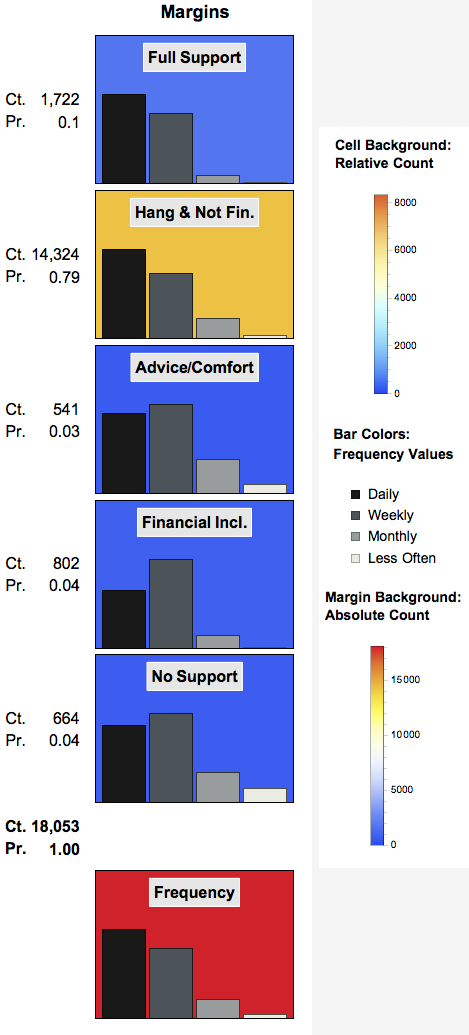 Margins
Full Support
Ct. 1,722
Pr. 0.1
Hang & Not Fin.
Ct. 14,324
Pr. 0.79
Advice/Comfort
Ct. 541
Pr. 0.03
Financial Incl.
Ct. 802
Pr. 0.04
No Support
Ct. 664
Pr. 0.04
Ct. 18,053
Pr. 1.00
Frequency
Cell Background:
Relative Count
8000
6000
4000
2000
0
Bar Colors:
Frequency Values
Daily
Weekly
Monthly
Less Often
Margin Background:
Absolute Count
15000
10000
5000
0